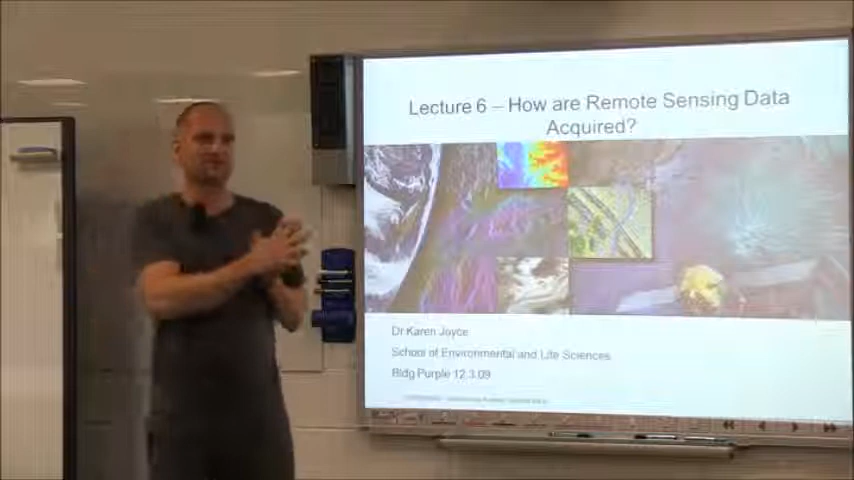 Lecture 6 – How are Remote Sensing Data
Acquired?
Dr Karen Joyce
School of Environmental and Life Sciences
Bldg Purple 12.3.09